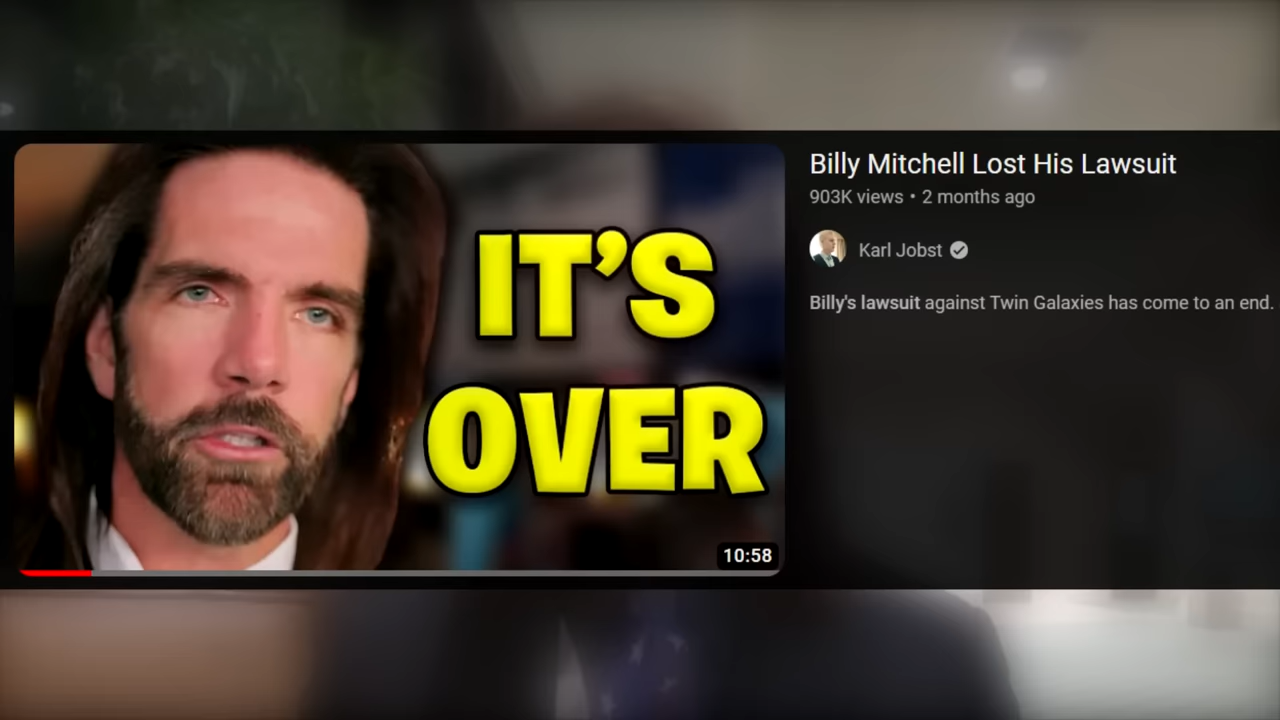 IT'S
OVER
10:58
Billy Mitchell Lost His Lawsuit
903K views • 2 months ago
Karl Jobst
Billy's lawsuit against Twin Galaxies has come to an end.